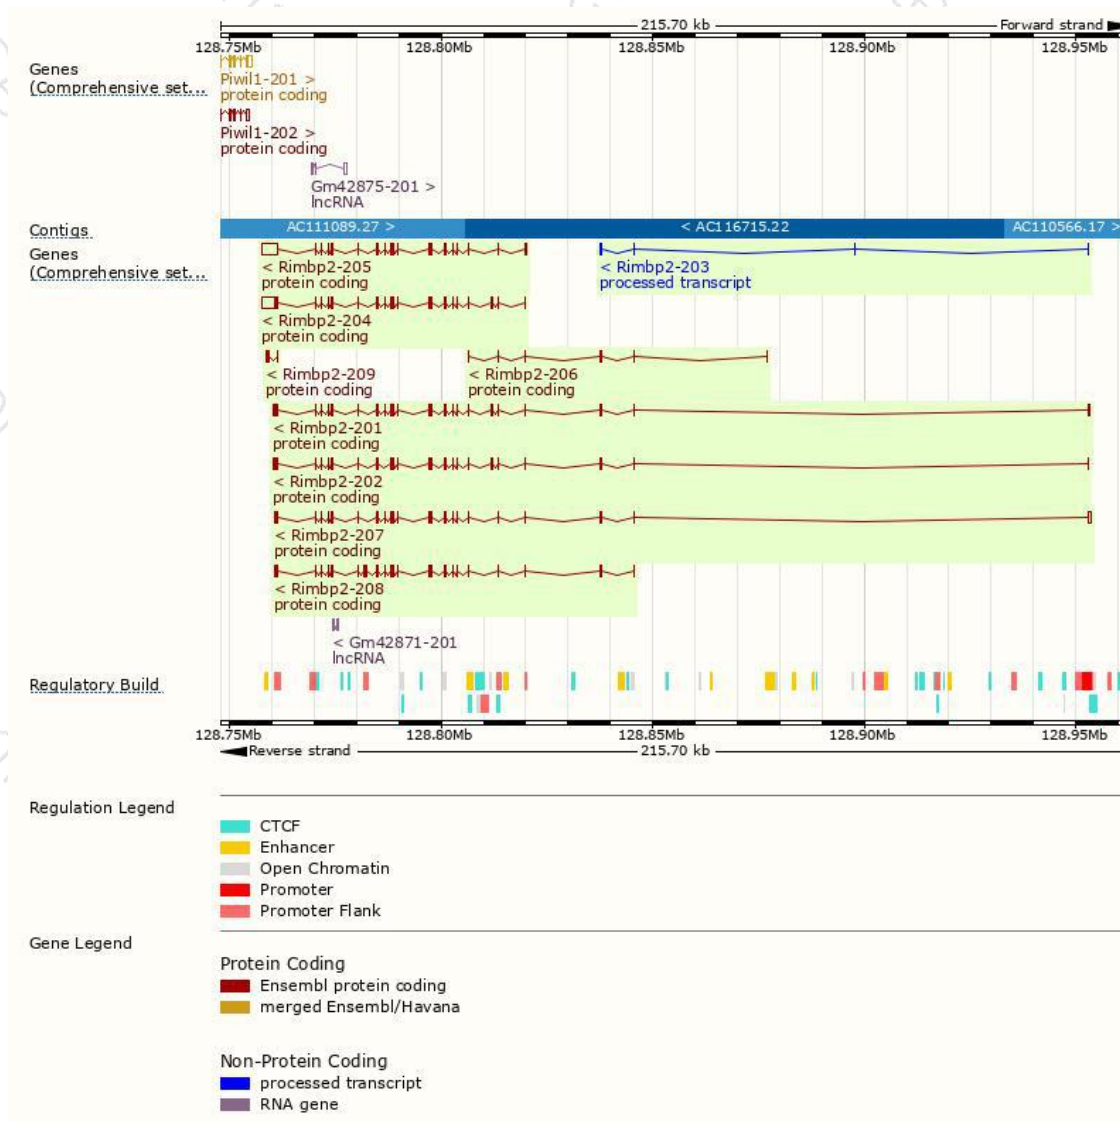 215.70 kb
Forward strand
128.75Mb 128.80Mb 128.85Mb 128.90Mb 128.95Mb
Genes
(Comprehensive set...
Piwil1-201 >
protein coding
Piwil1-202 >
protein coding
Gm42875-201 >
lncRNA
Contigs
AC111089.27 >
< AC116715.22
AC110566.17 >
Genes
(Comprehensive set...
< Rimbp2-205
protein coding
< Rimbp2-203
processed transcript
< Rimbp2-204
protein coding
< Rimbp2-209
protein coding
< Rimbp2-206
protein coding
< Rimbp2-201
protein coding
< Rimbp2-202
protein coding
< Rimbp2-207
protein coding
< Rimbp2-208
protein coding
< Gm42871-201
lncRNA
Regulatory Build
128.75Mb 128.80Mb 128.85Mb 128.90Mb 128.95Mb
Reverse strand
215.70 kb
Regulation Legend
CTCF
Enhancer
Open Chromatin
Promoter
Promoter Flank
Gene Legend
Protein Coding
Ensembl protein coding
merged Ensembl/Havana
Non-Protein Coding
processed transcript
RNA gene